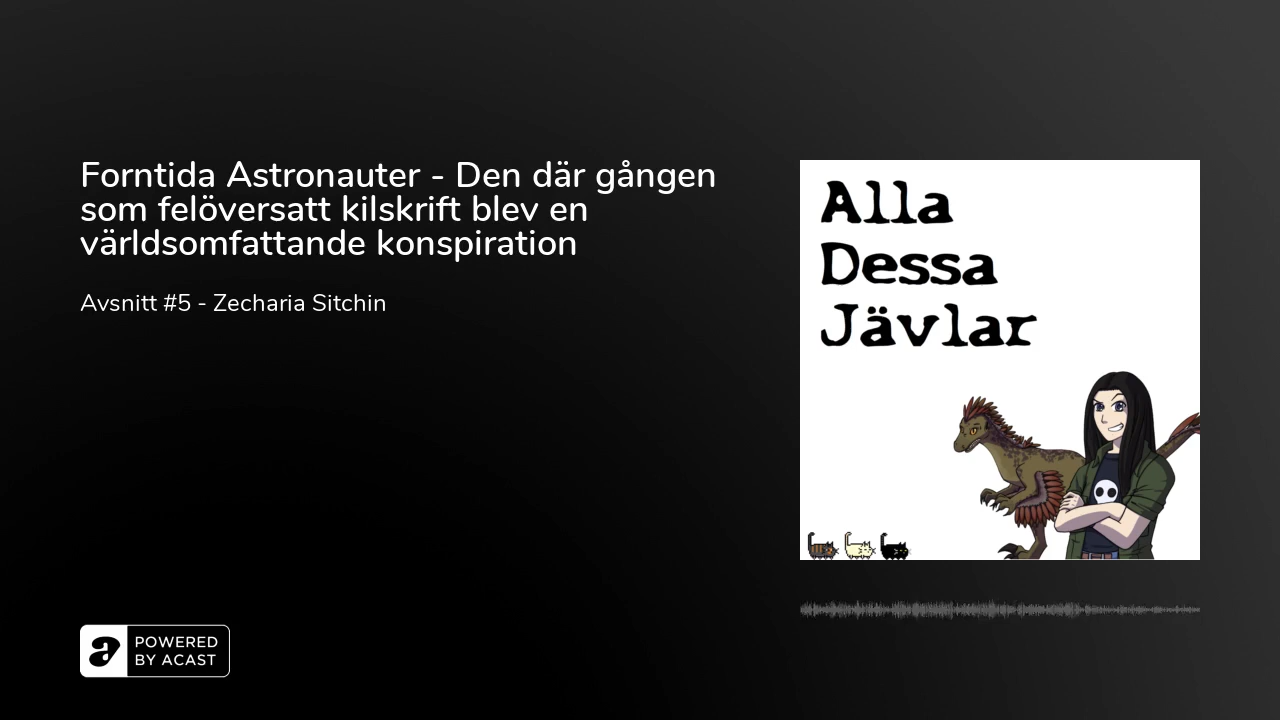 Forntida Astronauter - Den där gången
som felöversatt kilskrift blev en
världsomfattande konspiration
Avsnitt #5 - Zecharia Sitchin
Alla
Dessa
Jävlar
POWERED
BY ACAST